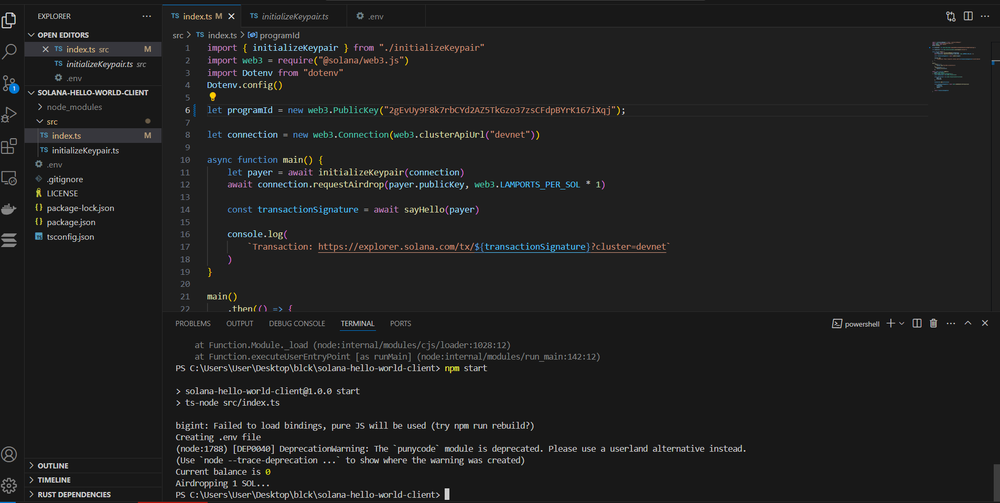 EXPLORER
OPEN EDITORS
TS index.ts src M
TS initializeKeypair.ts src
.env
1
SOLANA-HELLO-WORLD-CLIENT
node_modules
src
TS index.ts M
TS initializeKeypair.ts
.env
.gitignore
LICENSE
{} package-lock.json
{} package.json
TS tsconfig.json
OUTLINE
TIMELINE
RUST DEPENDENCIES
TS index.ts M
TS initializeKeypair.ts
.env
src > TS index.ts > programId
1 import { initializeKeypair } from "./initializeKeypair"
2 import web3 = require("@solana/web3.js")
3 import Dotenv from "dotenv"
4 Dotenv.config()
5
6 let programId = new web3.PublicKey("2gEvUy9F8k7rbCYd2AZ5TkGzo37zsCFdpBYrK167iXqj");
7
8 let connection = new web3.Connection(web3.clusterApiUrl("devnet"))
9
10 async function main() {
11 let payer = await initializeKeypair(connection)
12 await connection.requestAirdrop(payer.publicKey, web3.LAMPORTS_PER_SOL * 1)
13
14 const transactionSignature = await sayHello(payer)
15
16 console.log(
17 `Transaction: https://explorer.solana.com/tx/${transactionSignature}?cluster=devnet`
18 )
19 }
20
21 main()
22 .then(() => {
PROBLEMS OUTPUT DEBUG CONSOLE TERMINAL PORTS
powershell
at Function.Module._load (node:internal/modules/cjs/loader:1028:12)
at Function.executeUserEntryPoint [as runMain] (node:internal/modules/run_main:142:12)
PS C:\Users\User\Desktop\blck\solana-hello-world-client> npm start
> solana-hello-world-client@1.0.0 start
> ts-node src/index.ts
bigint: Failed to load bindings, pure JS will be used (try npm run rebuild?)
Creating .env file
(node:1788) [DEP0040] DeprecationWarning: The `punycode` module is deprecated. Please use a userland alternative instead.
(Use `node --trace-deprecation ...` to show where the warning was created)
Current balance is 0
Airdropping 1 SOL...
PS C:\Users\User\Desktop\blck\solana-hello-world-client>